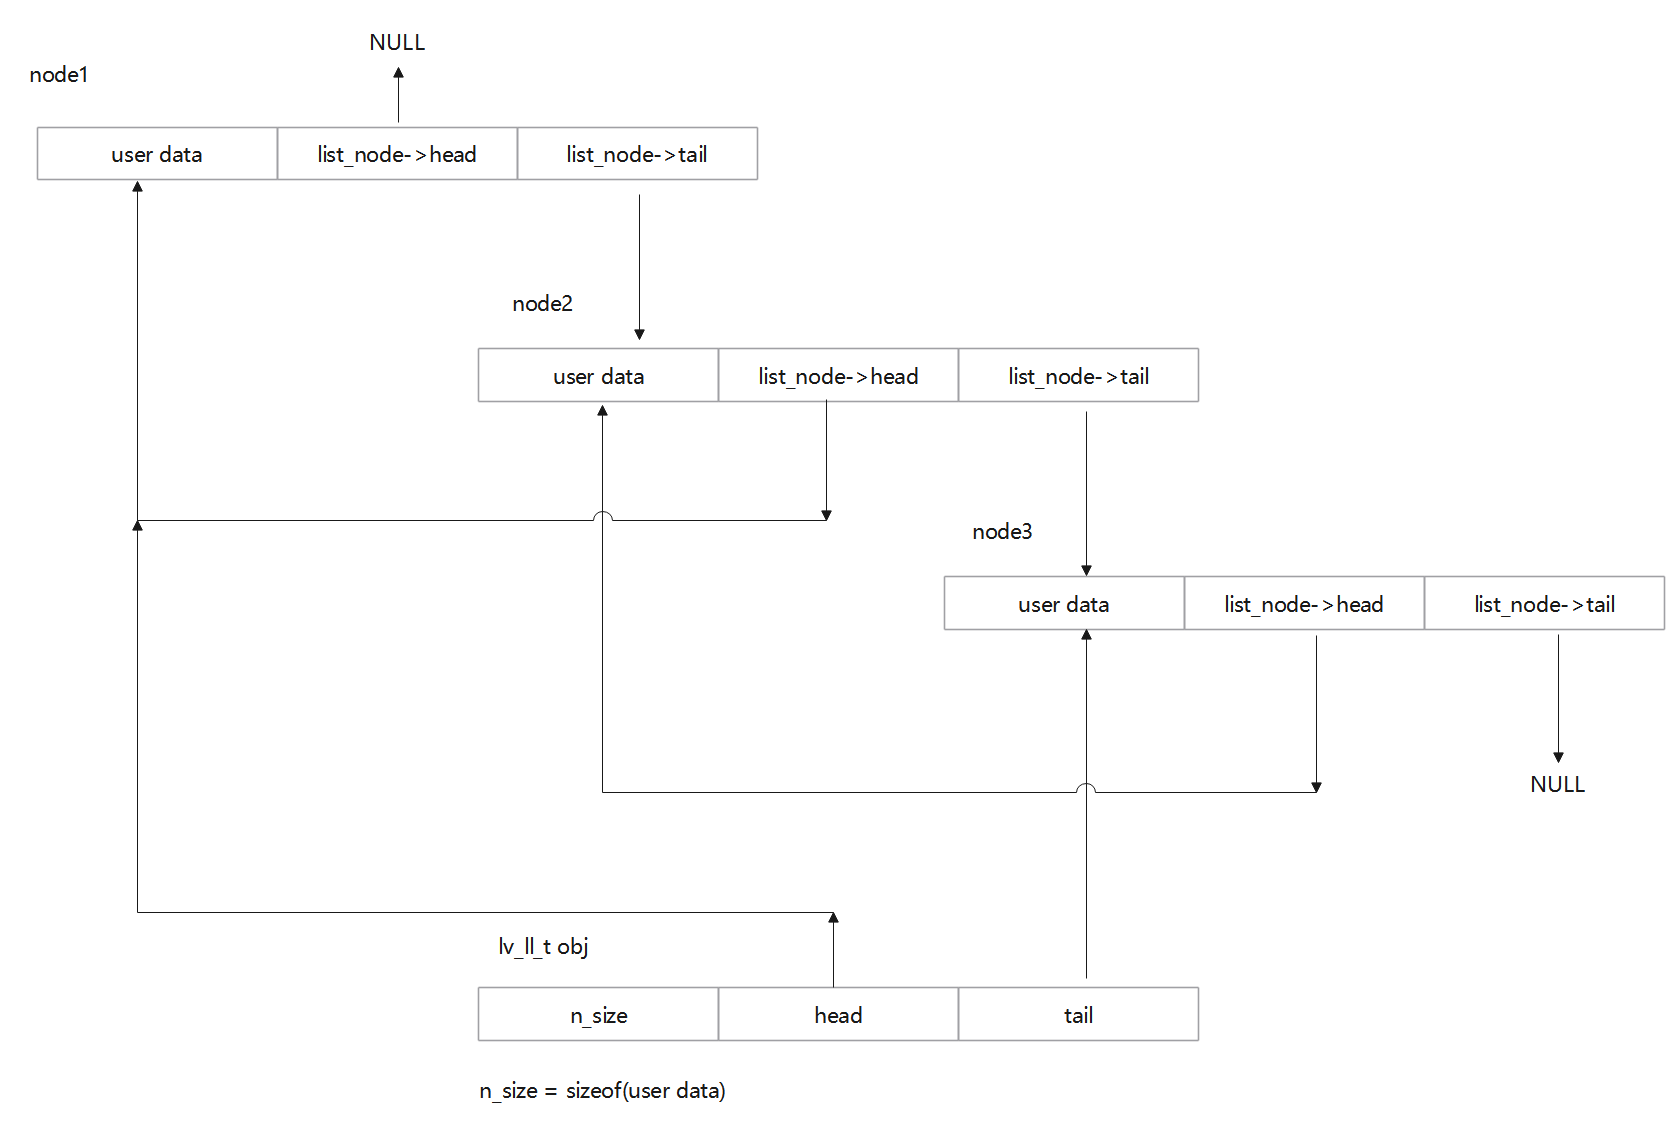 NULL
node1
user data list_node->head list_node->tail
node2
user data list_node->head list_node->tail
node3
user data list_node->head list_node->tail
NULL
lv_ll_t obj
n_size head tail
n_size = sizeof(user data)